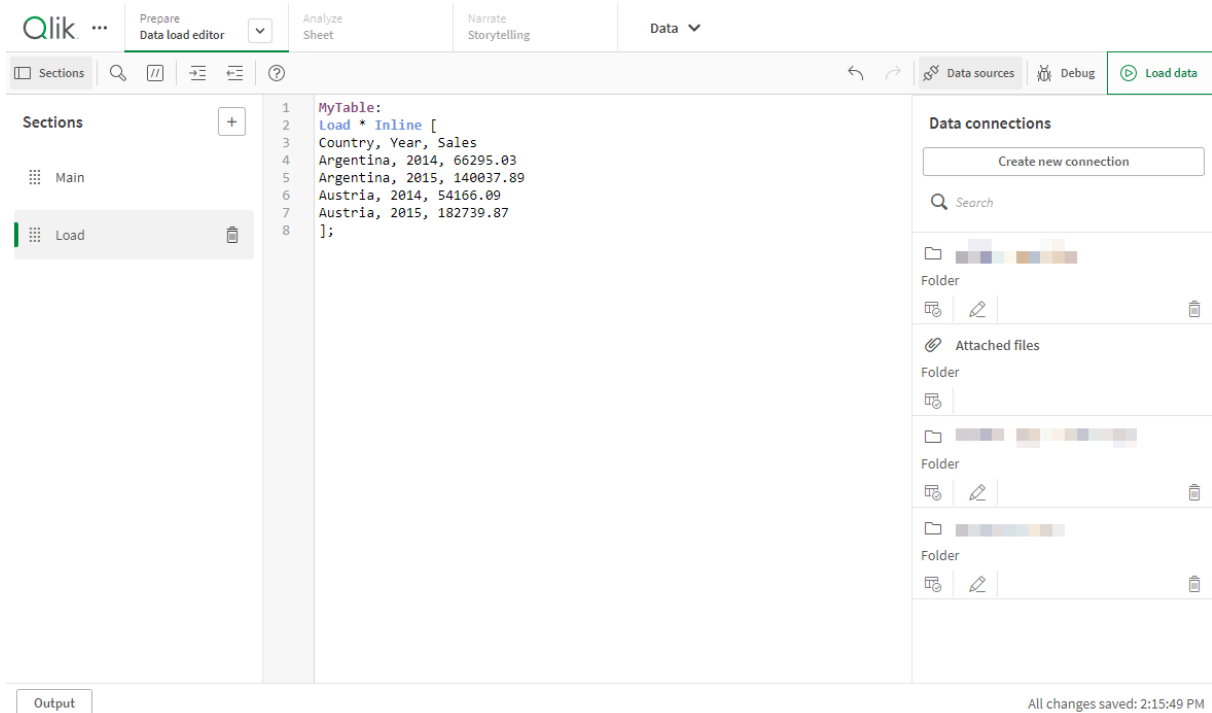 Qlik
Prepare
Data load editor
Analyze
Sheet
Narrate
Storytelling
Data
Sections
//
?
Data sources
Debug
Load data
Sections
+
Main
Load
1 MyTable:
2 Load * Inline [
3 Country, Year, Sales
4 Argentina, 2014, 66295.03
5 Argentina, 2015, 140037.89
6 Austria, 2014, 54166.09
7 Austria, 2015, 182739.87
8 ];
Data connections
Create new connection
Search
Folder
Attached files
Folder
Folder
Folder
Output
All changes saved: 2:15:49 PM